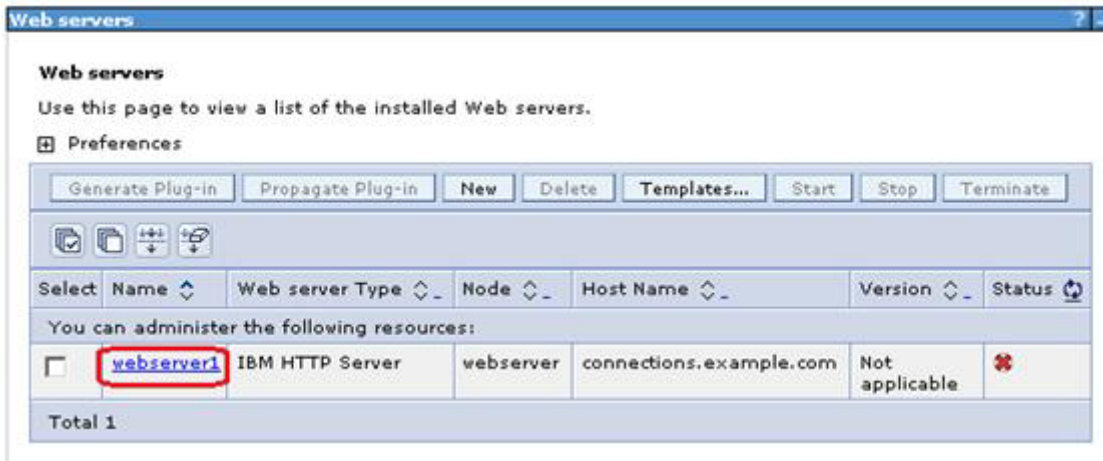 Web servers ?
Web servers
Use this page to view a list of the installed Web servers.
Preferences
Generate Plug-in Propagate Plug-in New Delete Templates... Start Stop Terminate
Select Name Web server Type Node Host Name Version Status
You can administer the following resources:
webserver1 IBM HTTP Server webserver connections.example.com Not
applicable
Total 1